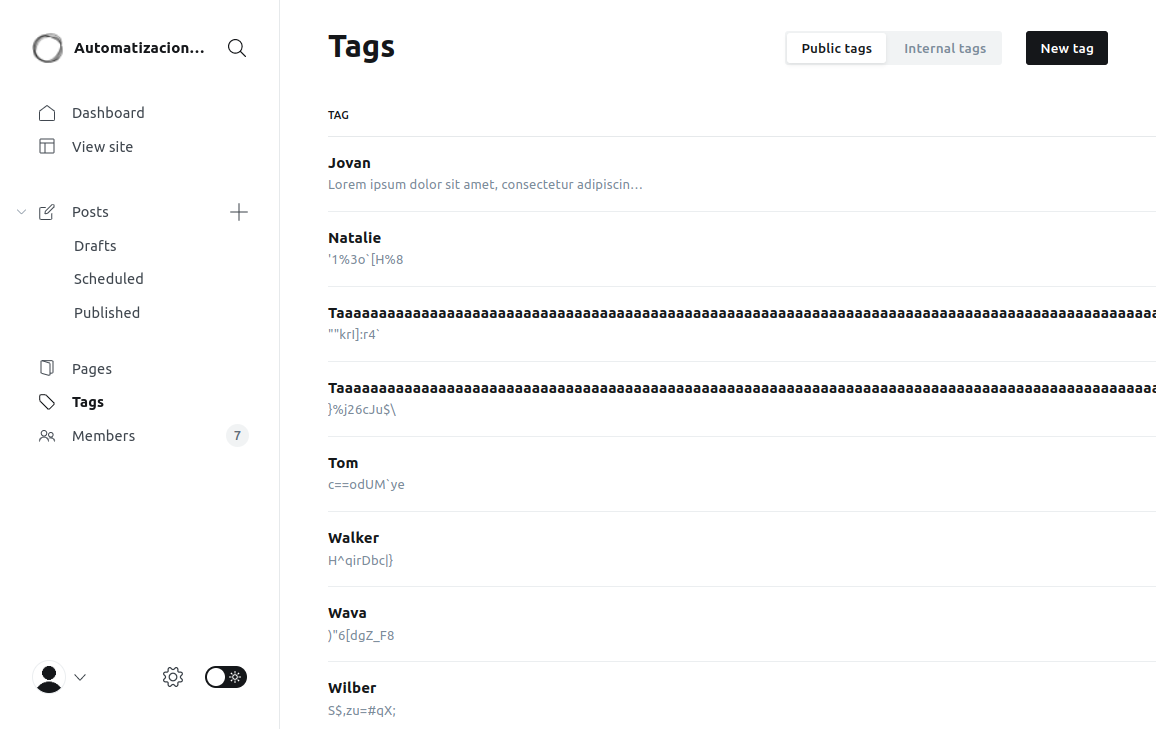 Automatizacion...
Dashboard
View site
Posts
Drafts
Scheduled
Published
Pages
Tags
Members 7
Tags
Public tags
Internal tags
New tag
TAG
Jovan
Lorem ipsum dolor sit amet, consectetur adipiscin...
Natalie
'1%3o`[H%8
Taaaaaaaaaaaaaaaaaaaaaaaaaaaaaaaaaaaaaaaaaaaaaaaaaaaaaaaaaaaaaaaaaaaaaaaaaaaaaaaaaaaaaaaaaaaaaaaaaaa
""krI]:r4`
Taaaaaaaaaaaaaaaaaaaaaaaaaaaaaaaaaaaaaaaaaaaaaaaaaaaaaaaaaaaaaaaaaaaaaaaaaaaaaaaaaaaaaaaaaaaaaaaaaaa
}%j26cJu$\
Tom
c==odUM`ye
Walker
H^qirDbc|}
Wava
)"6[dgZ_F8
Wilber
S$,zu=#qX;